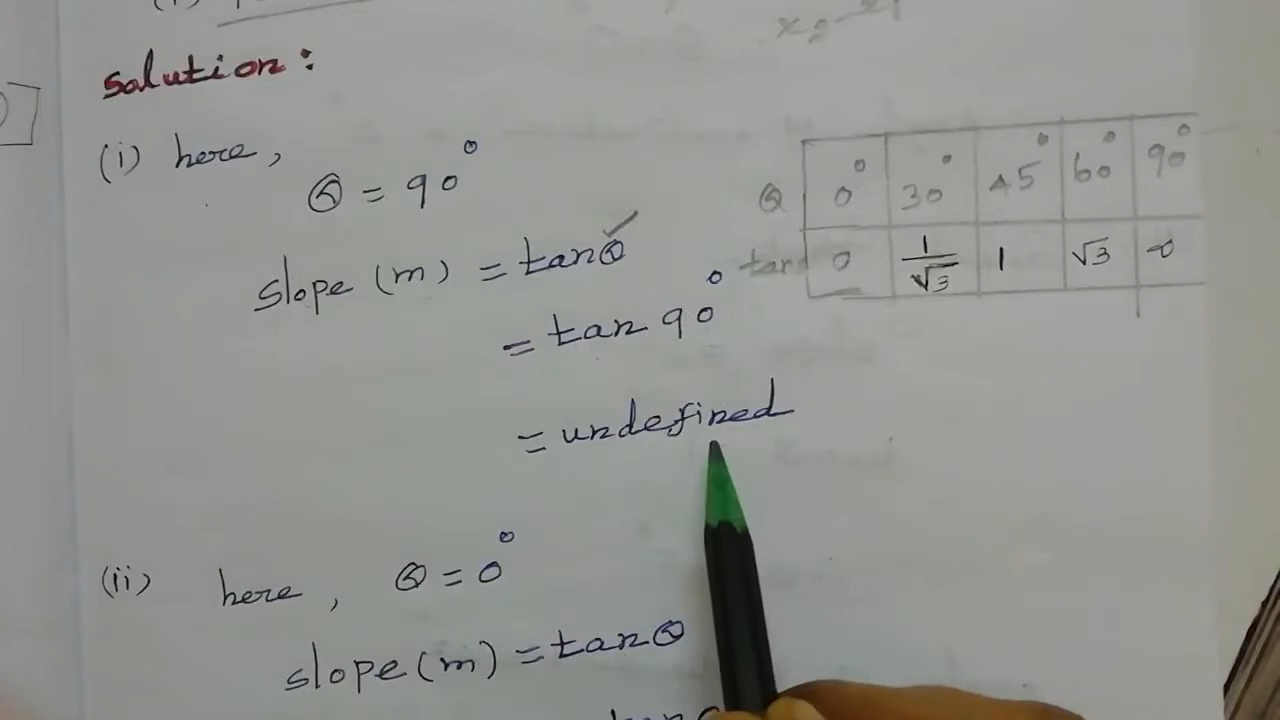 Solution:
(i) here,
θ = 90°
slope (m) = tanθ
= tan 90°
= undefined
θ 0° 30° 45° 60° 90°
tan 0 1/√3 1 √3 ∞
(ii) here, θ = 0°
slope (m) = tanθ